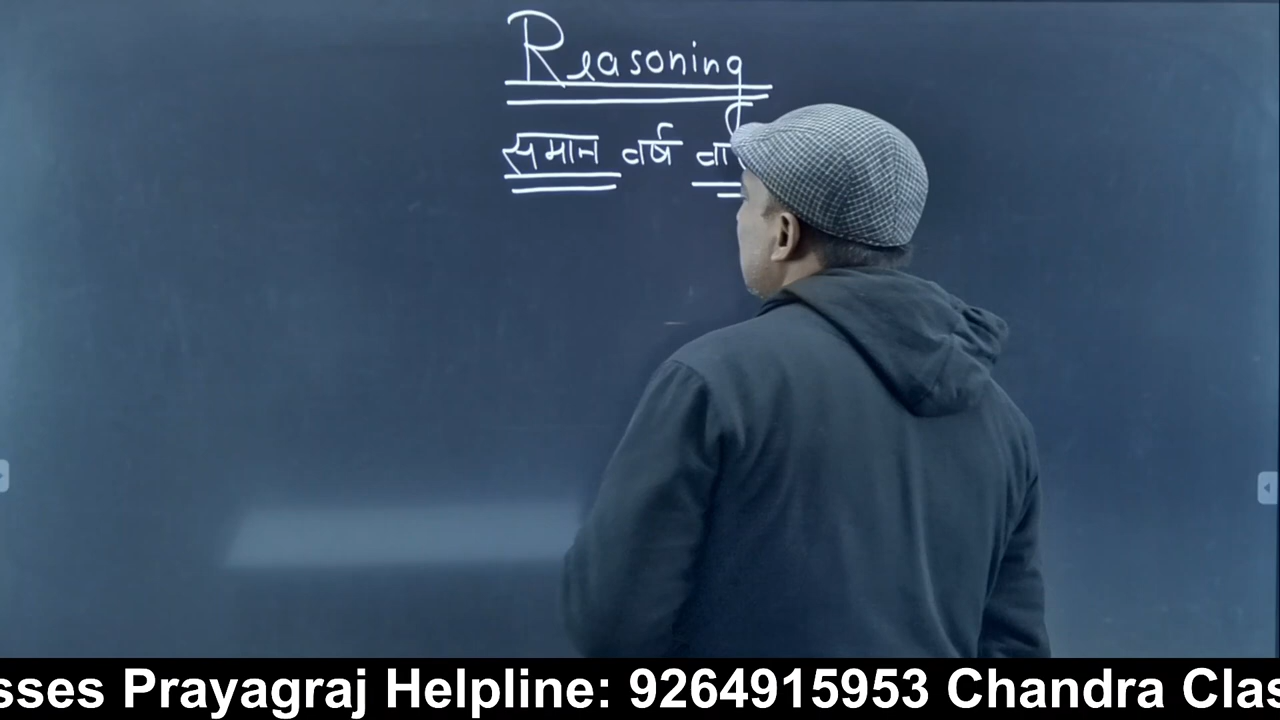 Reasoning
समान वर्ष
sses Prayagraj Helpline: 9264915953 Chandra Clas